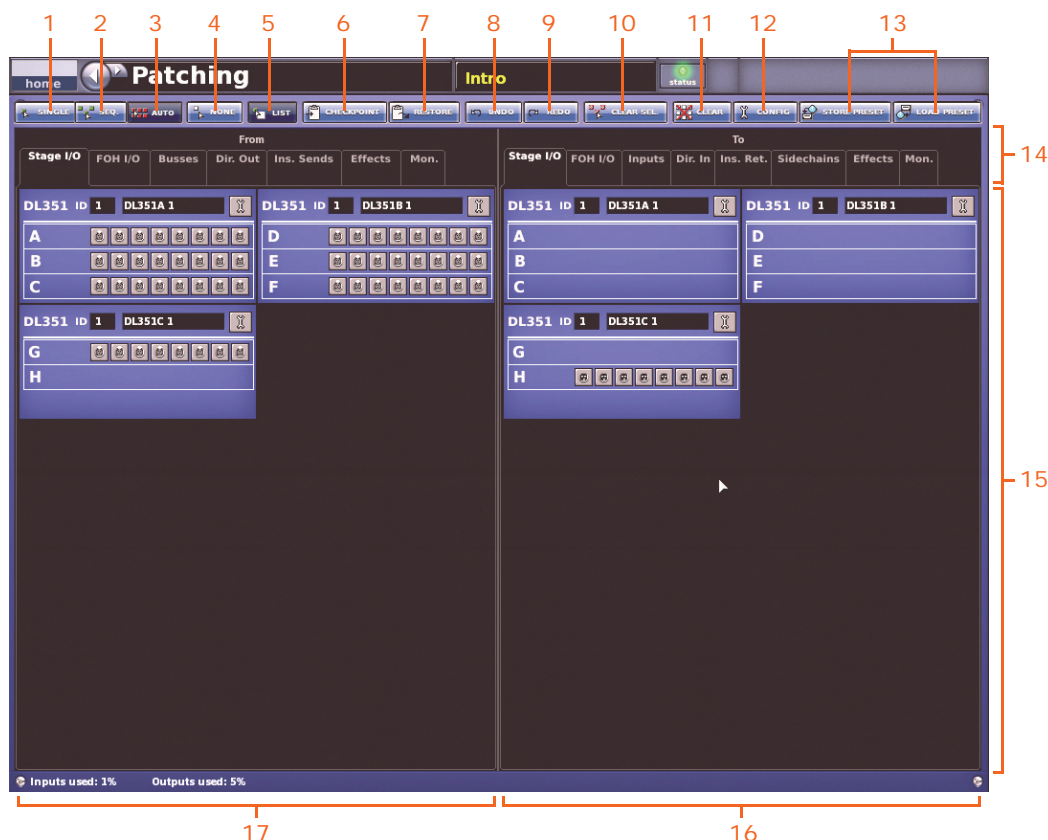 1 2 3 4 5 6 7 8 9 10 11 12 13
home Patching Intro status
SINGLE SEQ. AUTO NONE LIST CHECKPOINT RESTORE UNDO REDO CLEAR SEL CLEAR CONFIG STORE PRESET LOAD PRESET
From To
Stage I/O FOH I/O Busses Dir. Out Ins. Sends Effects Mon. Stage I/O FOH I/O Inputs Dir. In Ins. Ret. Sidechains Effects Mon.
14
DL351 ID 1 DL351A 1 DL351 ID 1 DL351B 1 DL351 ID 1 DL351A 1 DL351 ID 1 DL351B 1
A D A D
B E B E
C F C F
DL351 ID 1 DL351C 1 DL351 ID 1 DL351C 1
G G
H H
15
Inputs used: 1% Outputs used: 5%
17 16